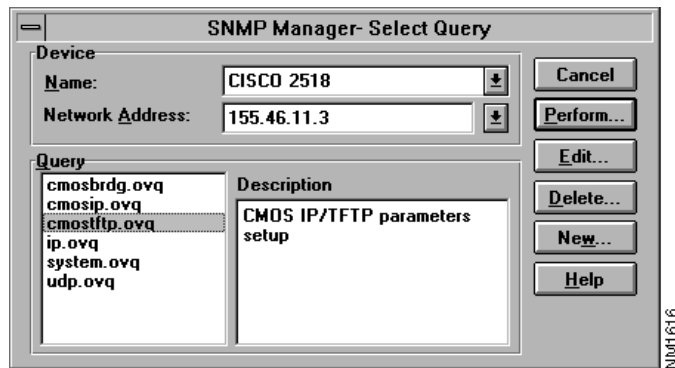 SNMP Manager- Select Query
Device
Name:
CISCO 2518
Network Address:
155.46.11.3
Cancel
Perform...
Edit...
Delete...
New...
Help
Query
cmosbrdg.ovq
cmosip.ovq
cmostftp.ovq
ip.ovq
system.ovq
udp.ovq
Description
CMOS IP/TFTP parameters
setup
NM1616